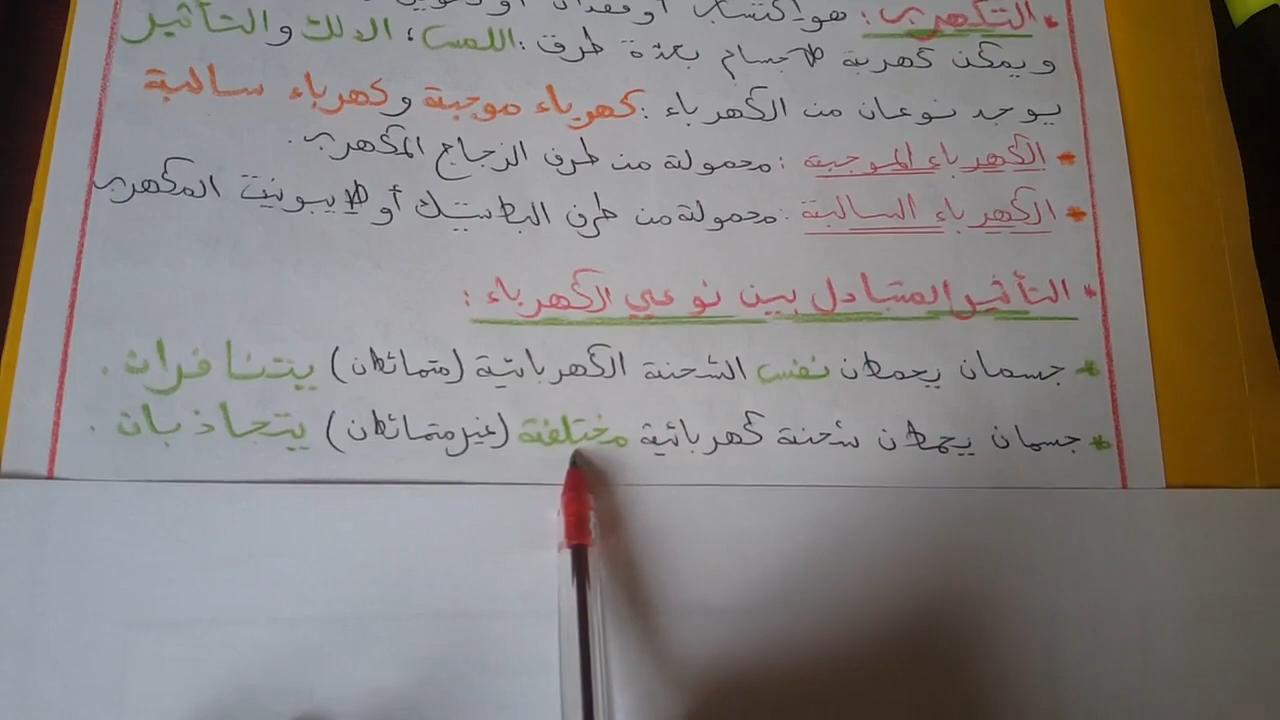 • التكهرب : هو اكتساب أو فقدان أو
ويمكن كهربة الأجسام بعدة طرق : اللمس، الدلك والتأثير
يوجد نوعان من الكهرباء : كهرباء موجبة وكهرباء سالبة
• الكهرباء الموجبة : محمولة من طرف الزجاج المكهرب.
• الكهرباء السالبة : محمولة من طرف البلاستيك أو الإيبونيت المكهرب
* التأثير المتبادل بين نوعي الكهرباء :
* جسمان يحملان نفس الشحنة الكهربائية (متماثلان) يتنافران.
* جسمان يحملان شحنة كهربائية مختلفة (غير متماثلان) يتجاذبان.